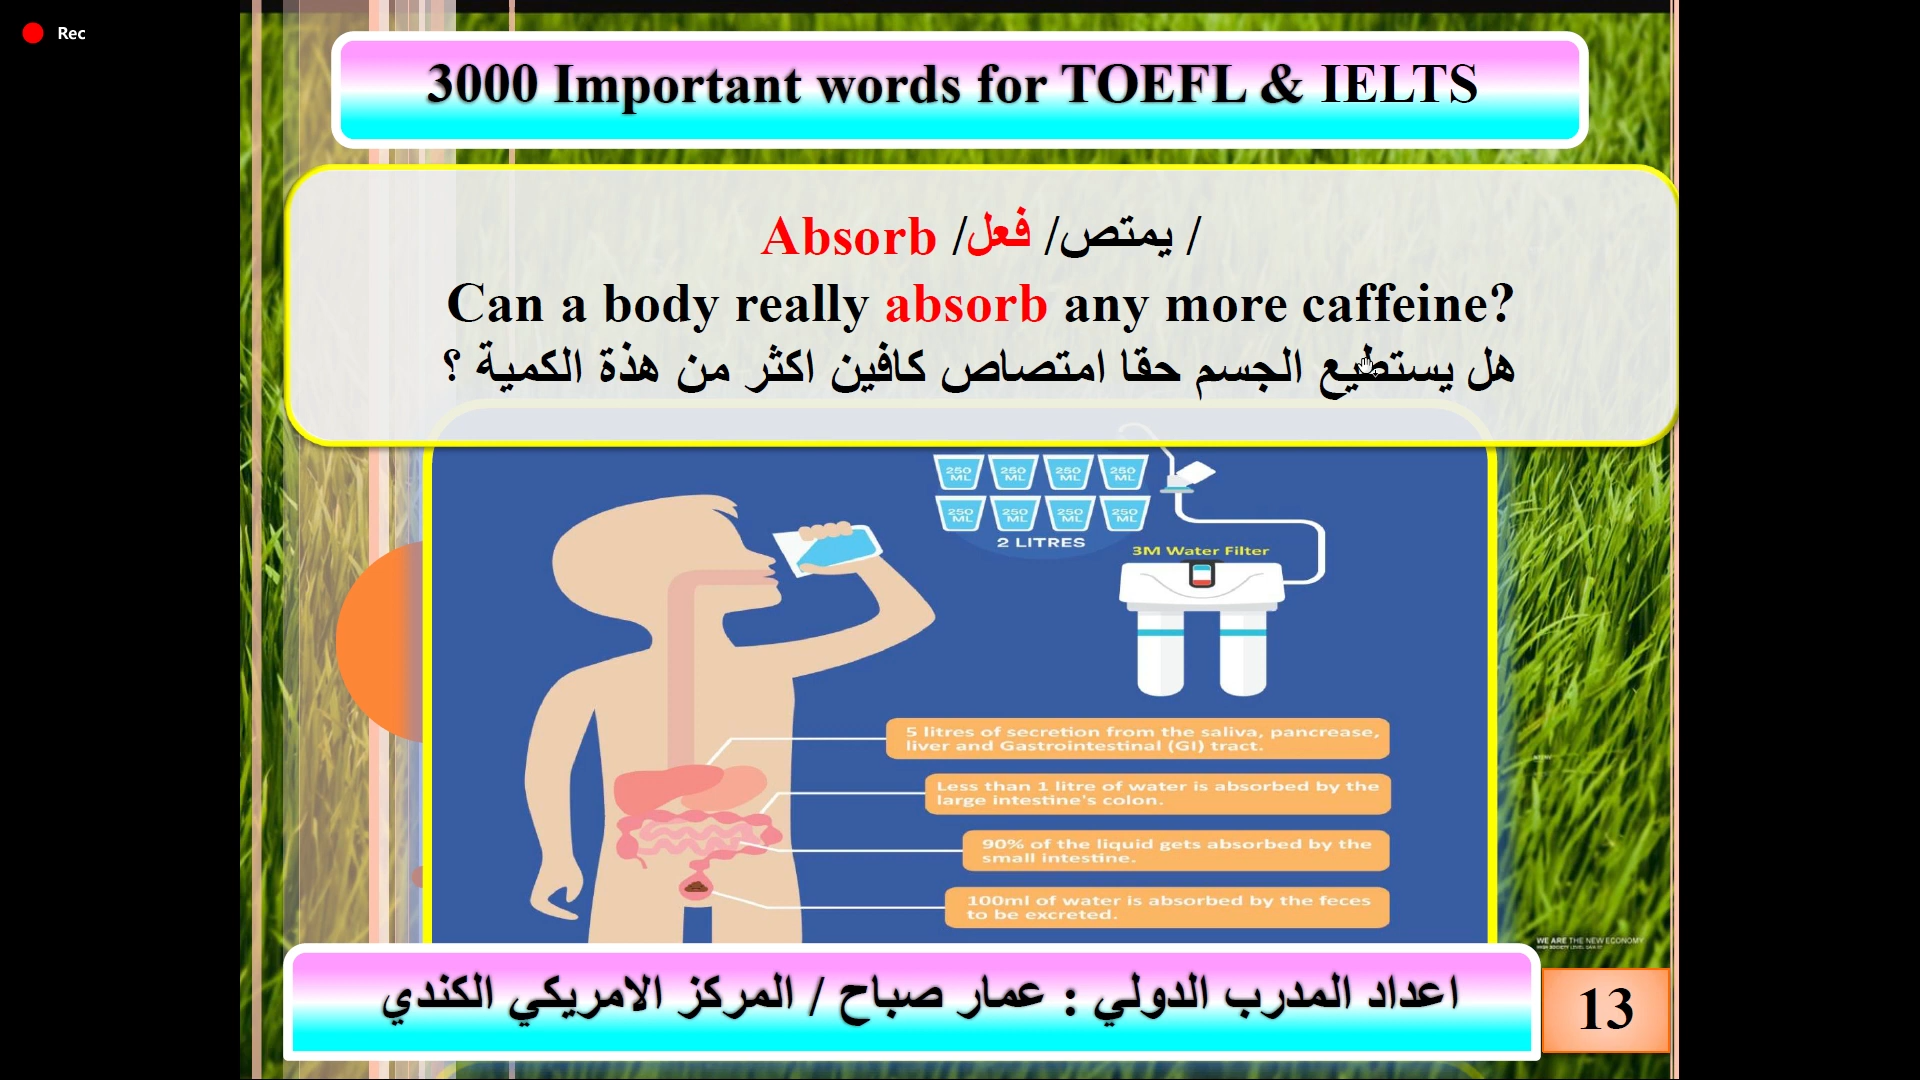 Rec
3000 Important words for TOEFL & IELTS
Absorb /فعل /يمتص /
Can a body really absorb any more caffeine?
هل يستطيع الجسم حقا امتصاص كافين اكثر من هذة الكمية ؟
250 ML 250 ML 250 ML 250 ML
250 ML 250 ML 250 ML 250 ML
2 LITRES
3M Water Filter
5 litres of secretion from the saliva, pancrease,
liver and Gastrointestinal (GI) tract.
Less than 1 litre of water is absorbed by the
large intestine's colon.
90% of the liquid gets absorbed by the
small intestine.
100ml of water is absorbed by the feces
to be excreted.
WE ARE THE NEW ECONOMY
اعداد المدرب الدولي : عمار صباح / المركز الامريكي الكندي
13